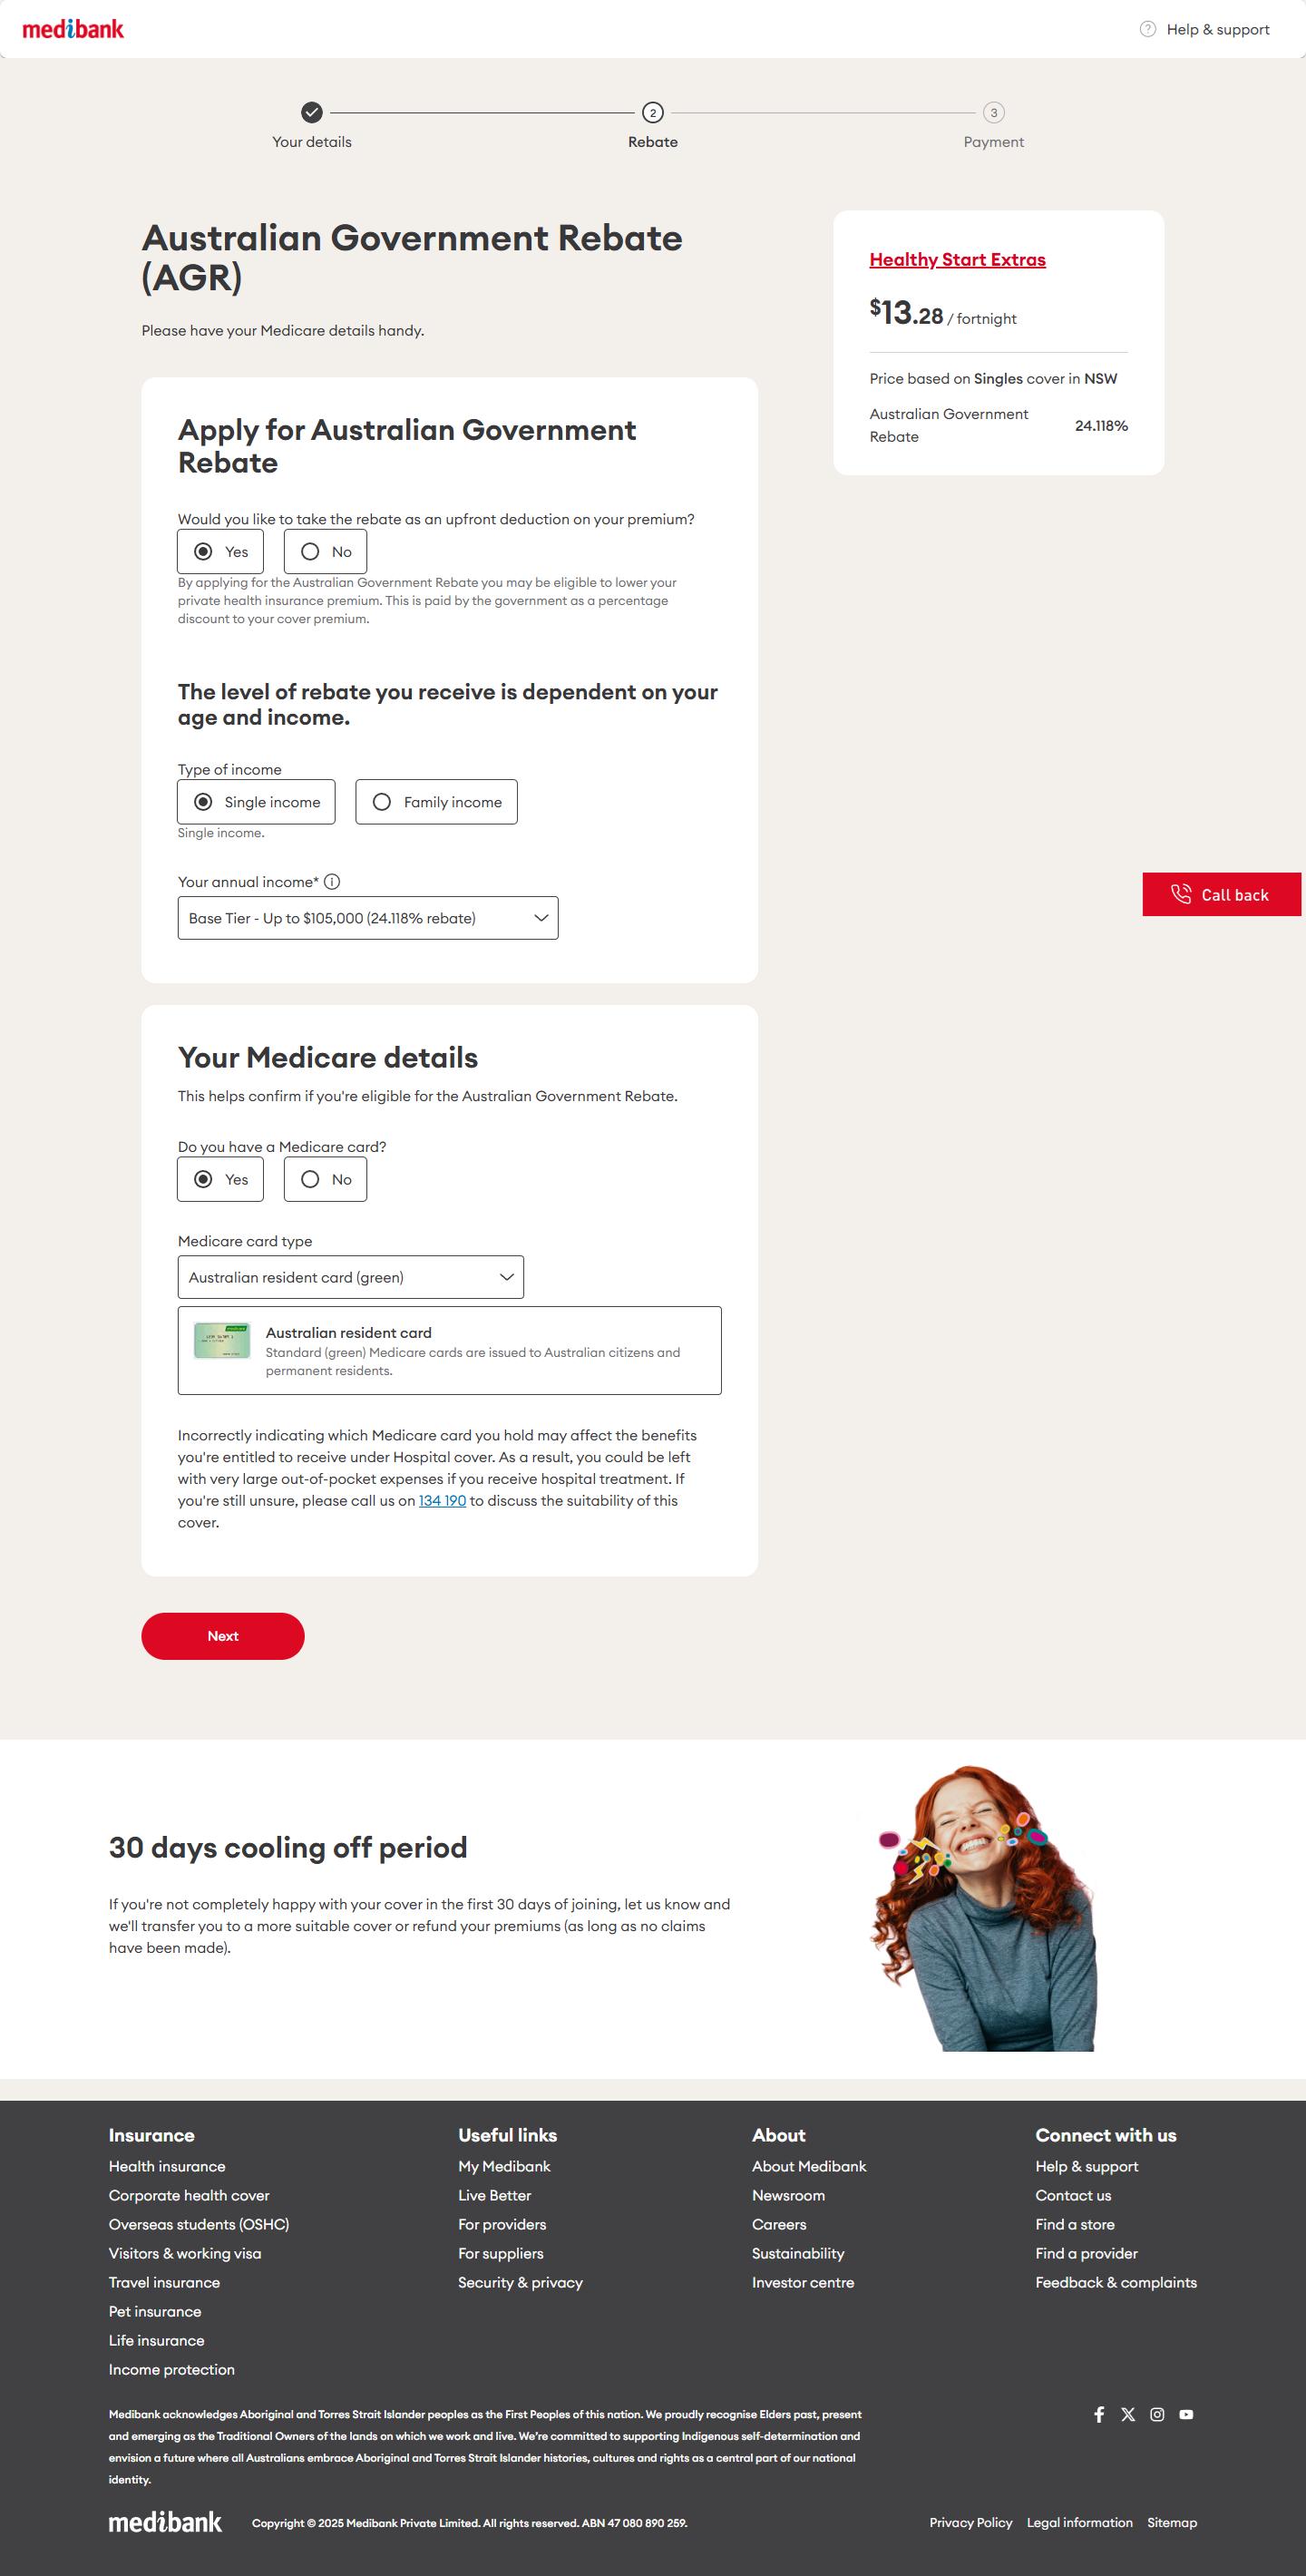 medibank
Help & support
2
3
Your details
Rebate
Payment
Australian Government Rebate
(AGR)
Please have your Medicare details handy.
Healthy Start Extras
$13.28 / fortnight
Price based on Singles cover in NSW
Australian Government
Rebate
24.118%
Apply for Australian Government
Rebate
Would you like to take the rebate as an upfront deduction on your premium?
Yes
No
By applying for the Australian Government Rebate you may be eligible to lower your
private health insurance premium. This is paid by the government as a percentage
discount to your cover premium.
The level of rebate you receive is dependent on your
age and income.
Type of income
Single income
Family income
Single income.
Your annual income*
Base Tier - Up to $105,000 (24.118% rebate)
Call back
Your Medicare details
This helps confirm if you're eligible for the Australian Government Rebate.
Do you have a Medicare card?
Yes
No
Medicare card type
Australian resident card (green)
Australian resident card
Standard (green) Medicare cards are issued to Australian citizens and
permanent residents.
Incorrectly indicating which Medicare card you hold may affect the benefits
you're entitled to receive under Hospital cover. As a result, you could be left
with very large out-of-pocket expenses if you receive hospital treatment. If
you're still unsure, please call us on 134 190 to discuss the suitability of this
cover.
Next
30 days cooling off period
If you're not completely happy with your cover in the first 30 days of joining, let us know and
we'll transfer you to a more suitable cover or refund your premiums (as long as no claims
have been made).
Insurance
Health insurance
Corporate health cover
Overseas students (OSHC)
Visitors & working visa
Travel insurance
Pet insurance
Life insurance
Income protection
Useful links
My Medibank
Live Better
For providers
For suppliers
Security & privacy
About
About Medibank
Newsroom
Careers
Sustainability
Investor centre
Connect with us
Help & support
Contact us
Find a store
Find a provider
Feedback & complaints
Medibank acknowledges Aboriginal and Torres Strait Islander peoples as the First Peoples of this nation. We proudly recognise Elders past, present
and emerging as the Traditional Owners of the lands on which we work and live. We're committed to supporting Indigenous self-determination and
envision a future where all Australians embrace Aboriginal and Torres Strait Islander histories, cultures and rights as a central part of our national
identity.
medibank
Copyright © 2025 Medibank Private Limited. All rights reserved. ABN 47 080 890 259.
Privacy Policy
Legal information
Sitemap